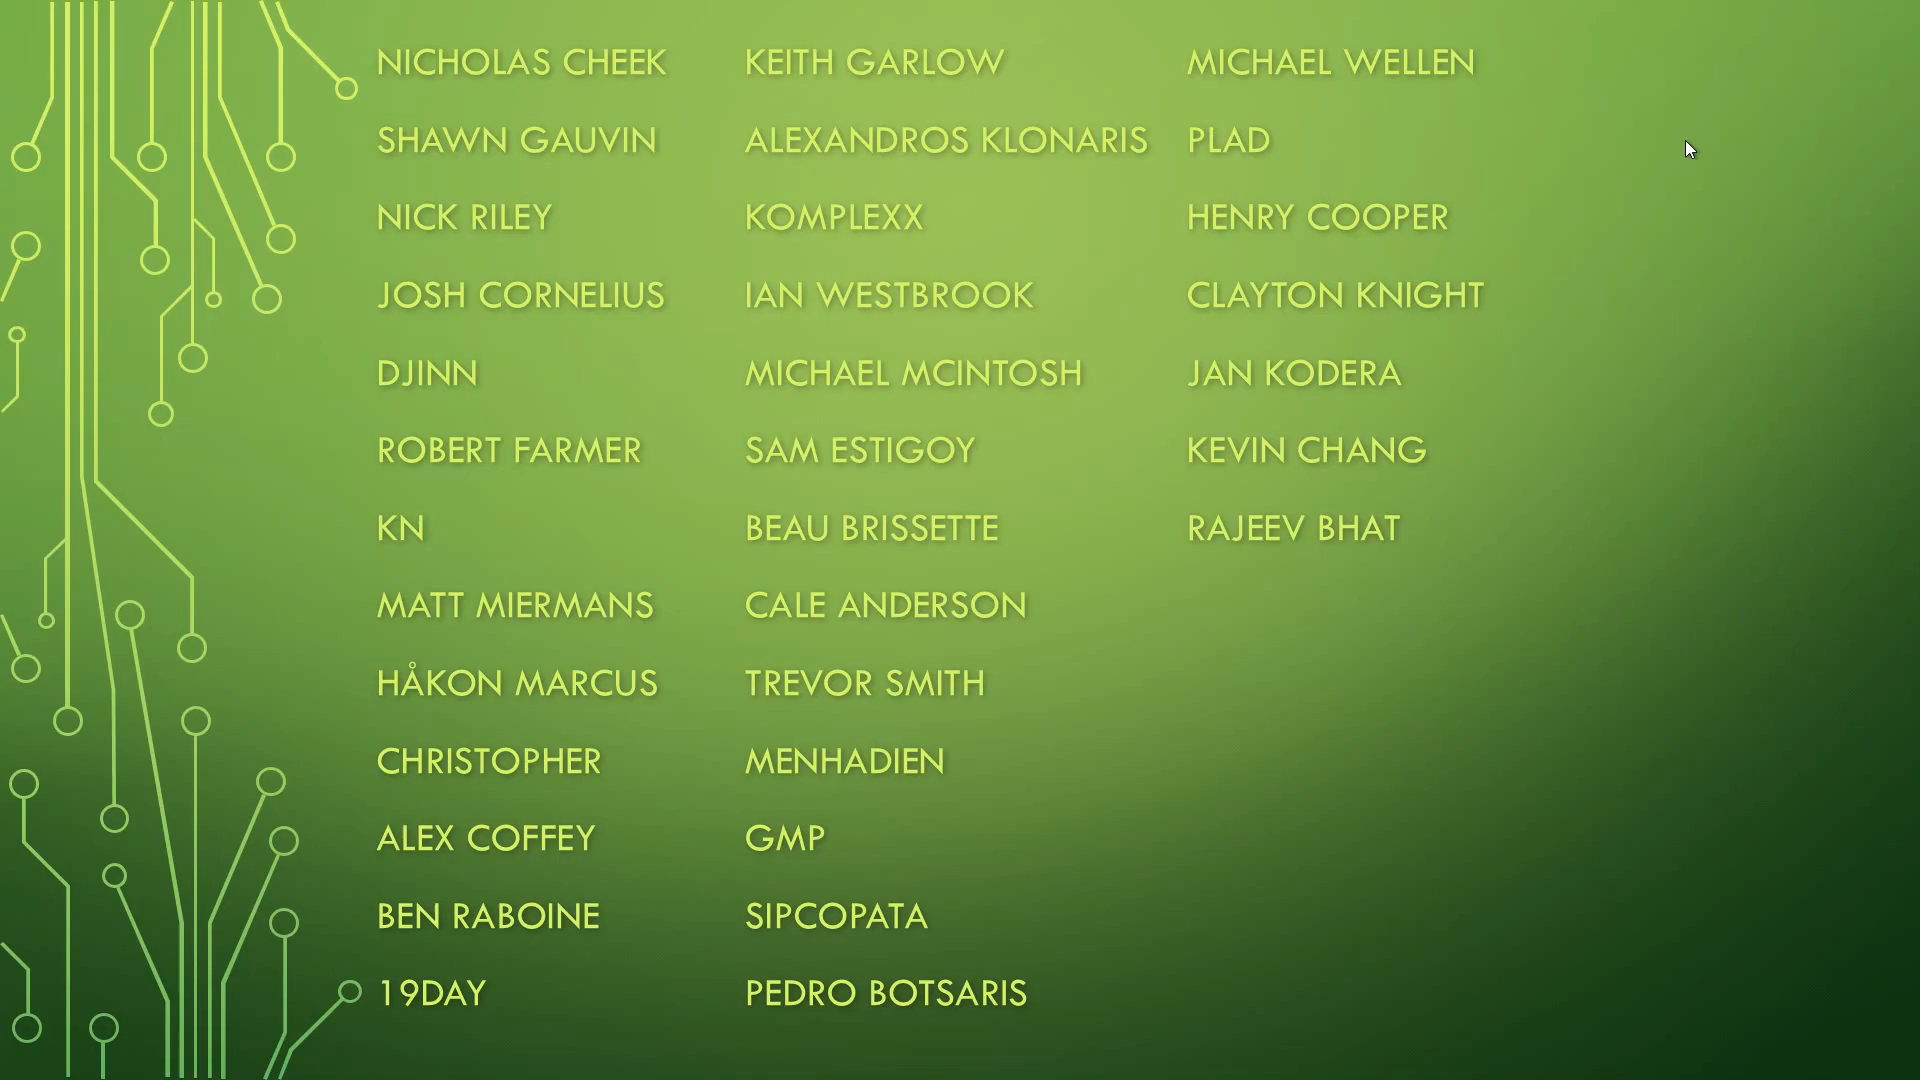 NICHOLAS CHEEK
SHAWN GAUVIN
NICK RILEY
JOSH CORNELIUS
DJINN
ROBERT FARMER
KN
MATT MIERMANS
HÅKON MARCUS
CHRISTOPHER
ALEX COFFEY
BEN RABOINE
19DAY
KEITH GARLOW
ALEXANDROS KLONARIS
KOMPLEXX
IAN WESTBROOK
MICHAEL MCINTOSH
SAM ESTIGOY
BEAU BRISSETTE
CALE ANDERSON
TREVOR SMITH
MENHADIEN
GMP
SIPCOPATA
PEDRO BOTSARIS
MICHAEL WELLEN
PLAD
HENRY COOPER
CLAYTON KNIGHT
JAN KODERA
KEVIN CHANG
RAJEEV BHAT